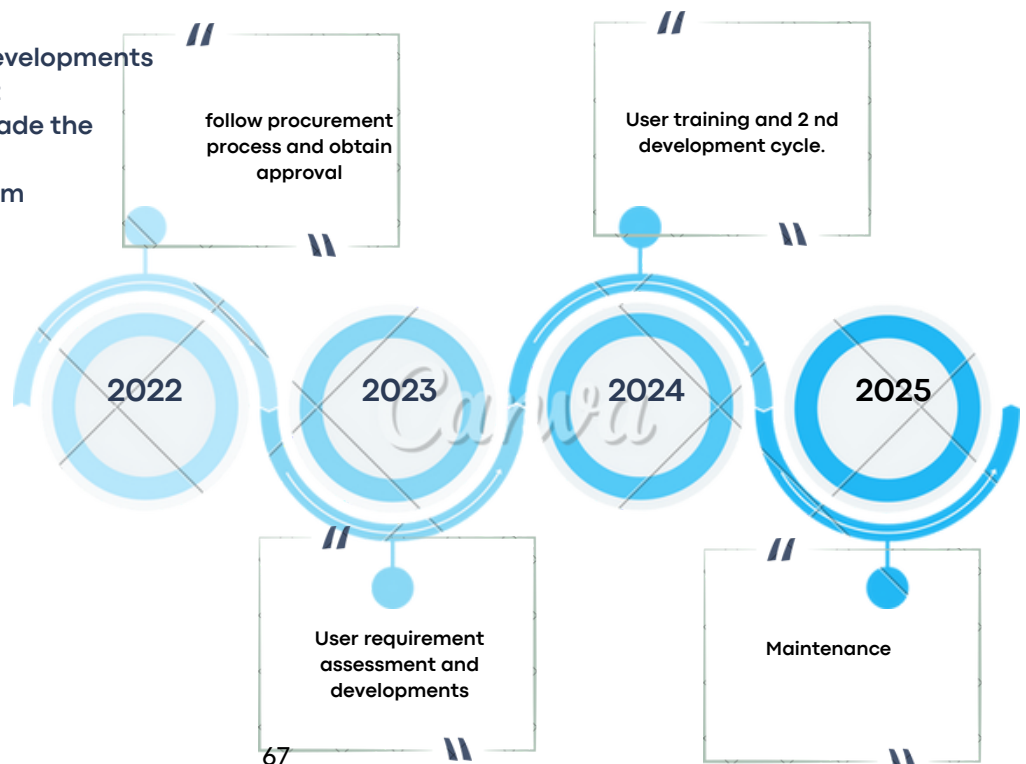 evelopments
ade the
m
follow procurement
process and obtain
approval
User training and 2 nd
development cycle.
2022
2023
2024
2025
Canva
User requirement
assessment and
developments
Maintenance
67